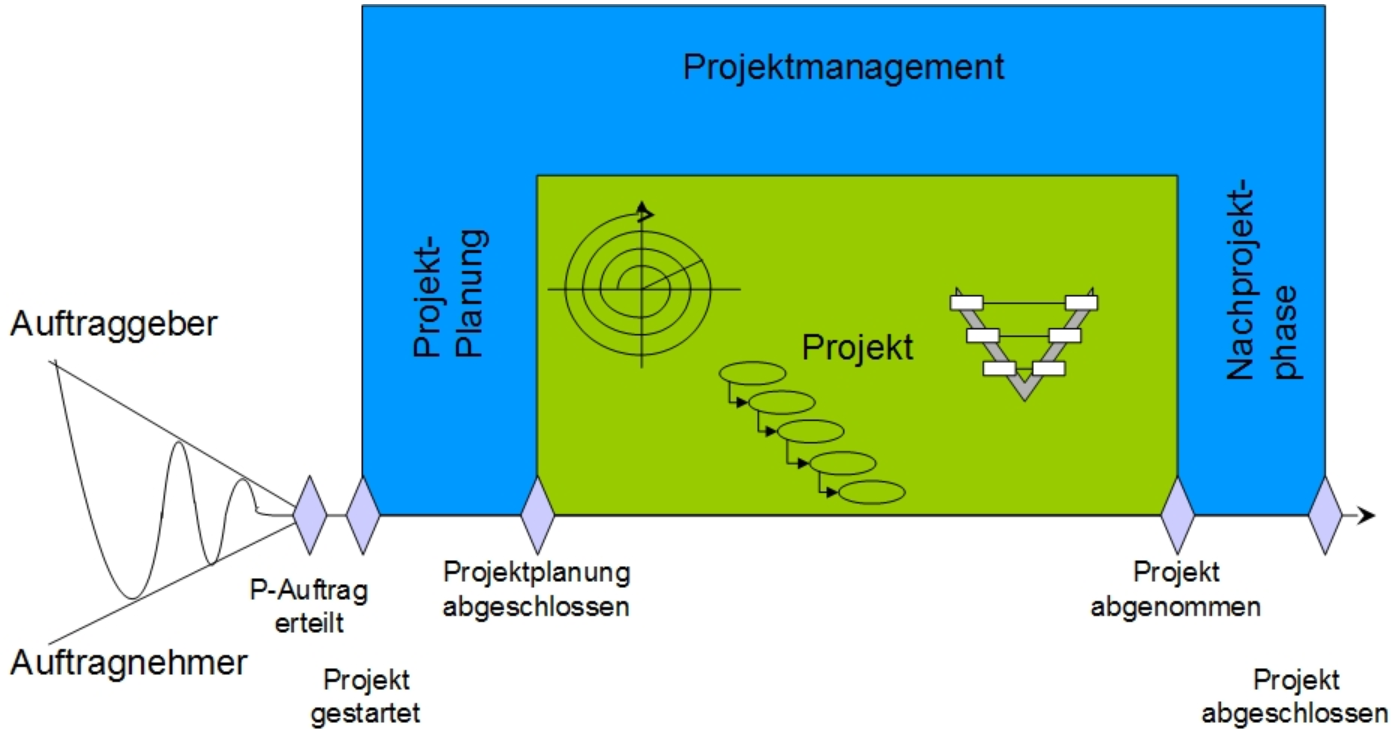 Projektmanagement
Projekt-
Planung
Nachprojekt-
phase
Auftraggeber
Projekt
P-Auftrag
erteilt
Projektplanung
abgeschlossen
Projekt
abgenommen
Auftragnehmer
Projekt
gestartet
Projekt
abgeschlossen